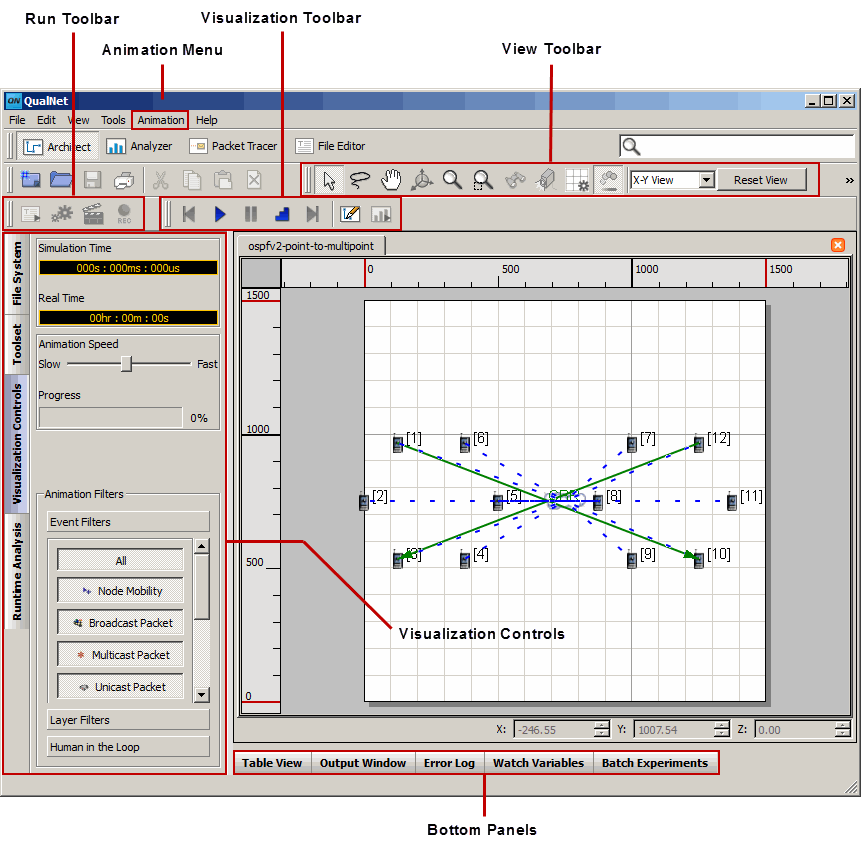 Run Toolbar
Visualization Toolbar
Animation Menu
View Toolbar
QN QualNet
File Edit View Tools Animation Help
Architect Analyzer Packet Tracer File Editor
X-Y View Reset View »
REC
File System
Toolset
Visualization Controls
Runtime Analysis
Simulation Time
000s : 000ms : 000us
Real Time
00hr : 00m : 00s
Animation Speed
Slow Fast
Progress
0%
Animation Filters
Event Filters
All
Node Mobility
Broadcast Packet
Multicast Packet
Unicast Packet
Layer Filters
Human in the Loop
ospfv2-point-to-multipoint
0 500 1000 1500
1500
1000
500
0
[1] [6] [7] [12]
[2] [5] CBR [8] [11]
[3] [4] [9] [10]
Visualization Controls
X: -246.55 Y: 1007.54 Z: 0.00
Table View Output Window Error Log Watch Variables Batch Experiments
Bottom Panels